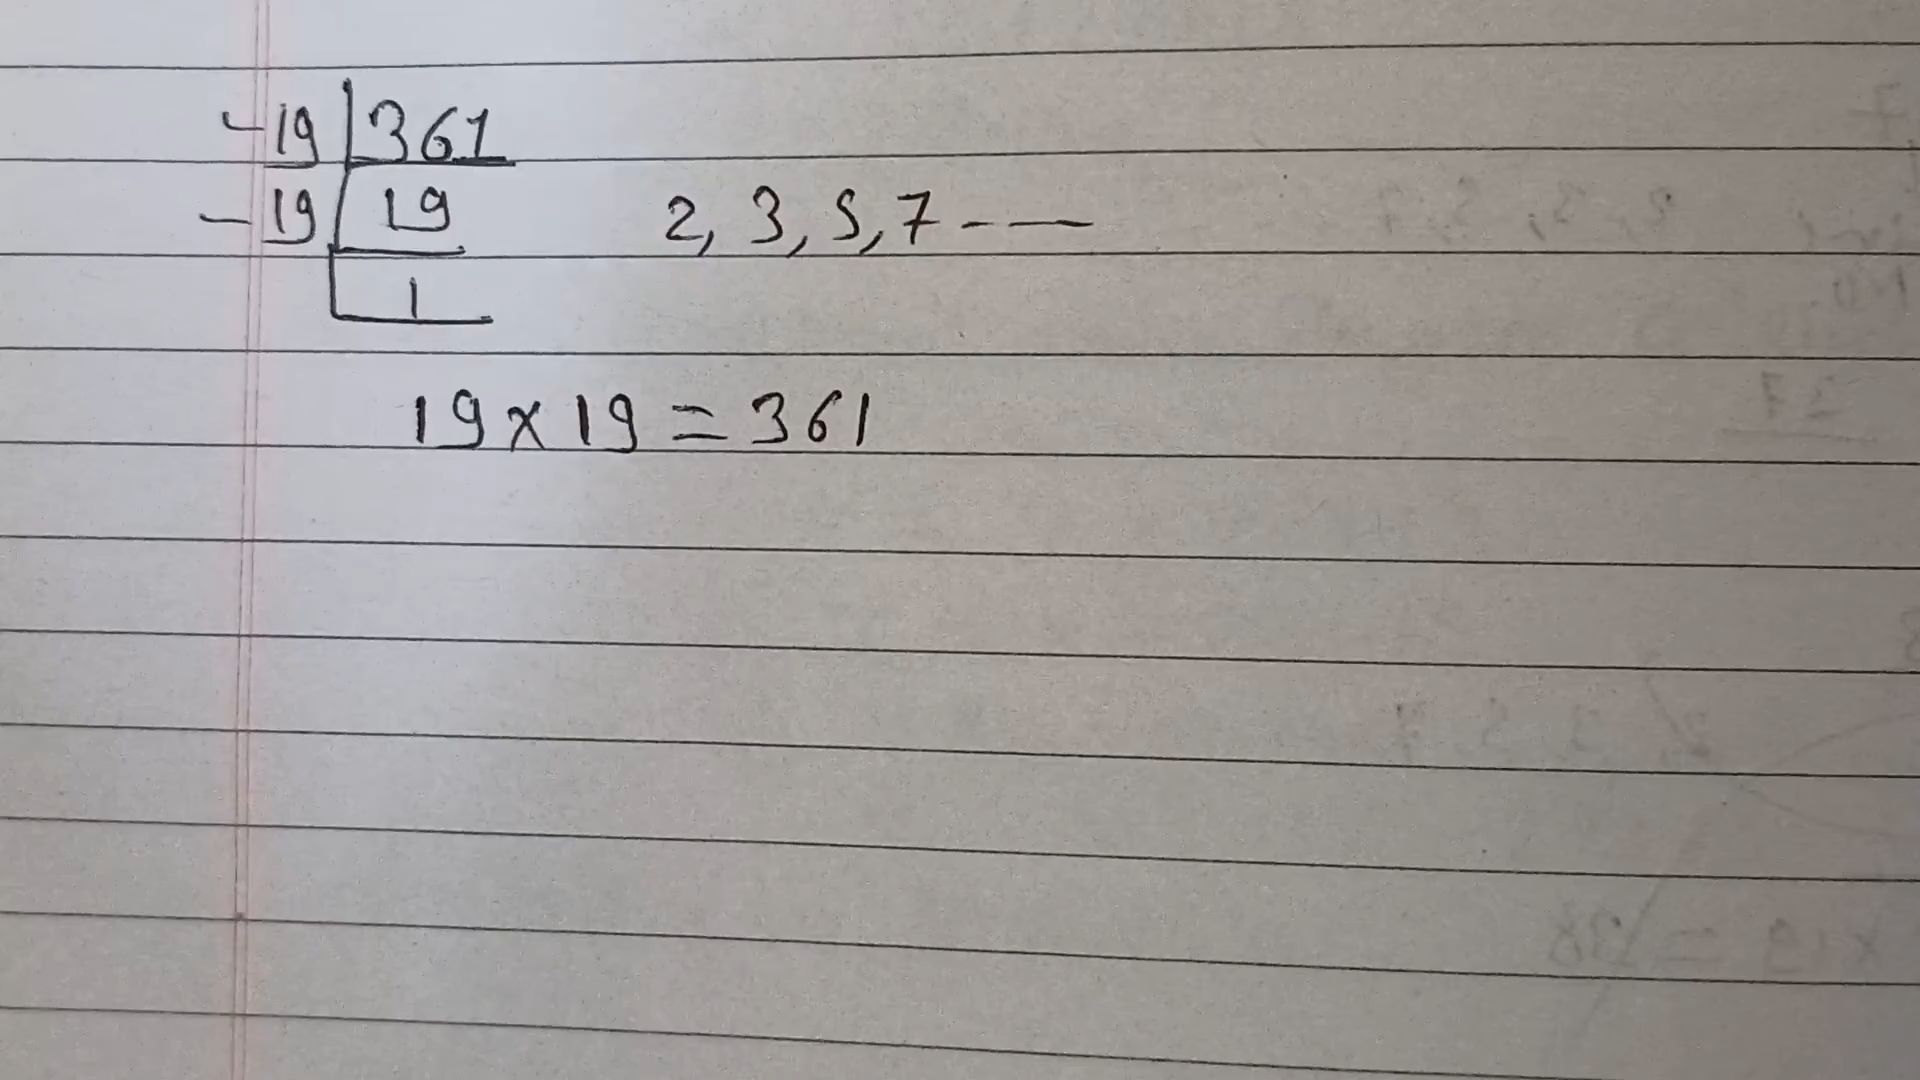 -19 | 361
-19 | 19 2, 3, 5, 7 - —
1
19 x 19 = 361